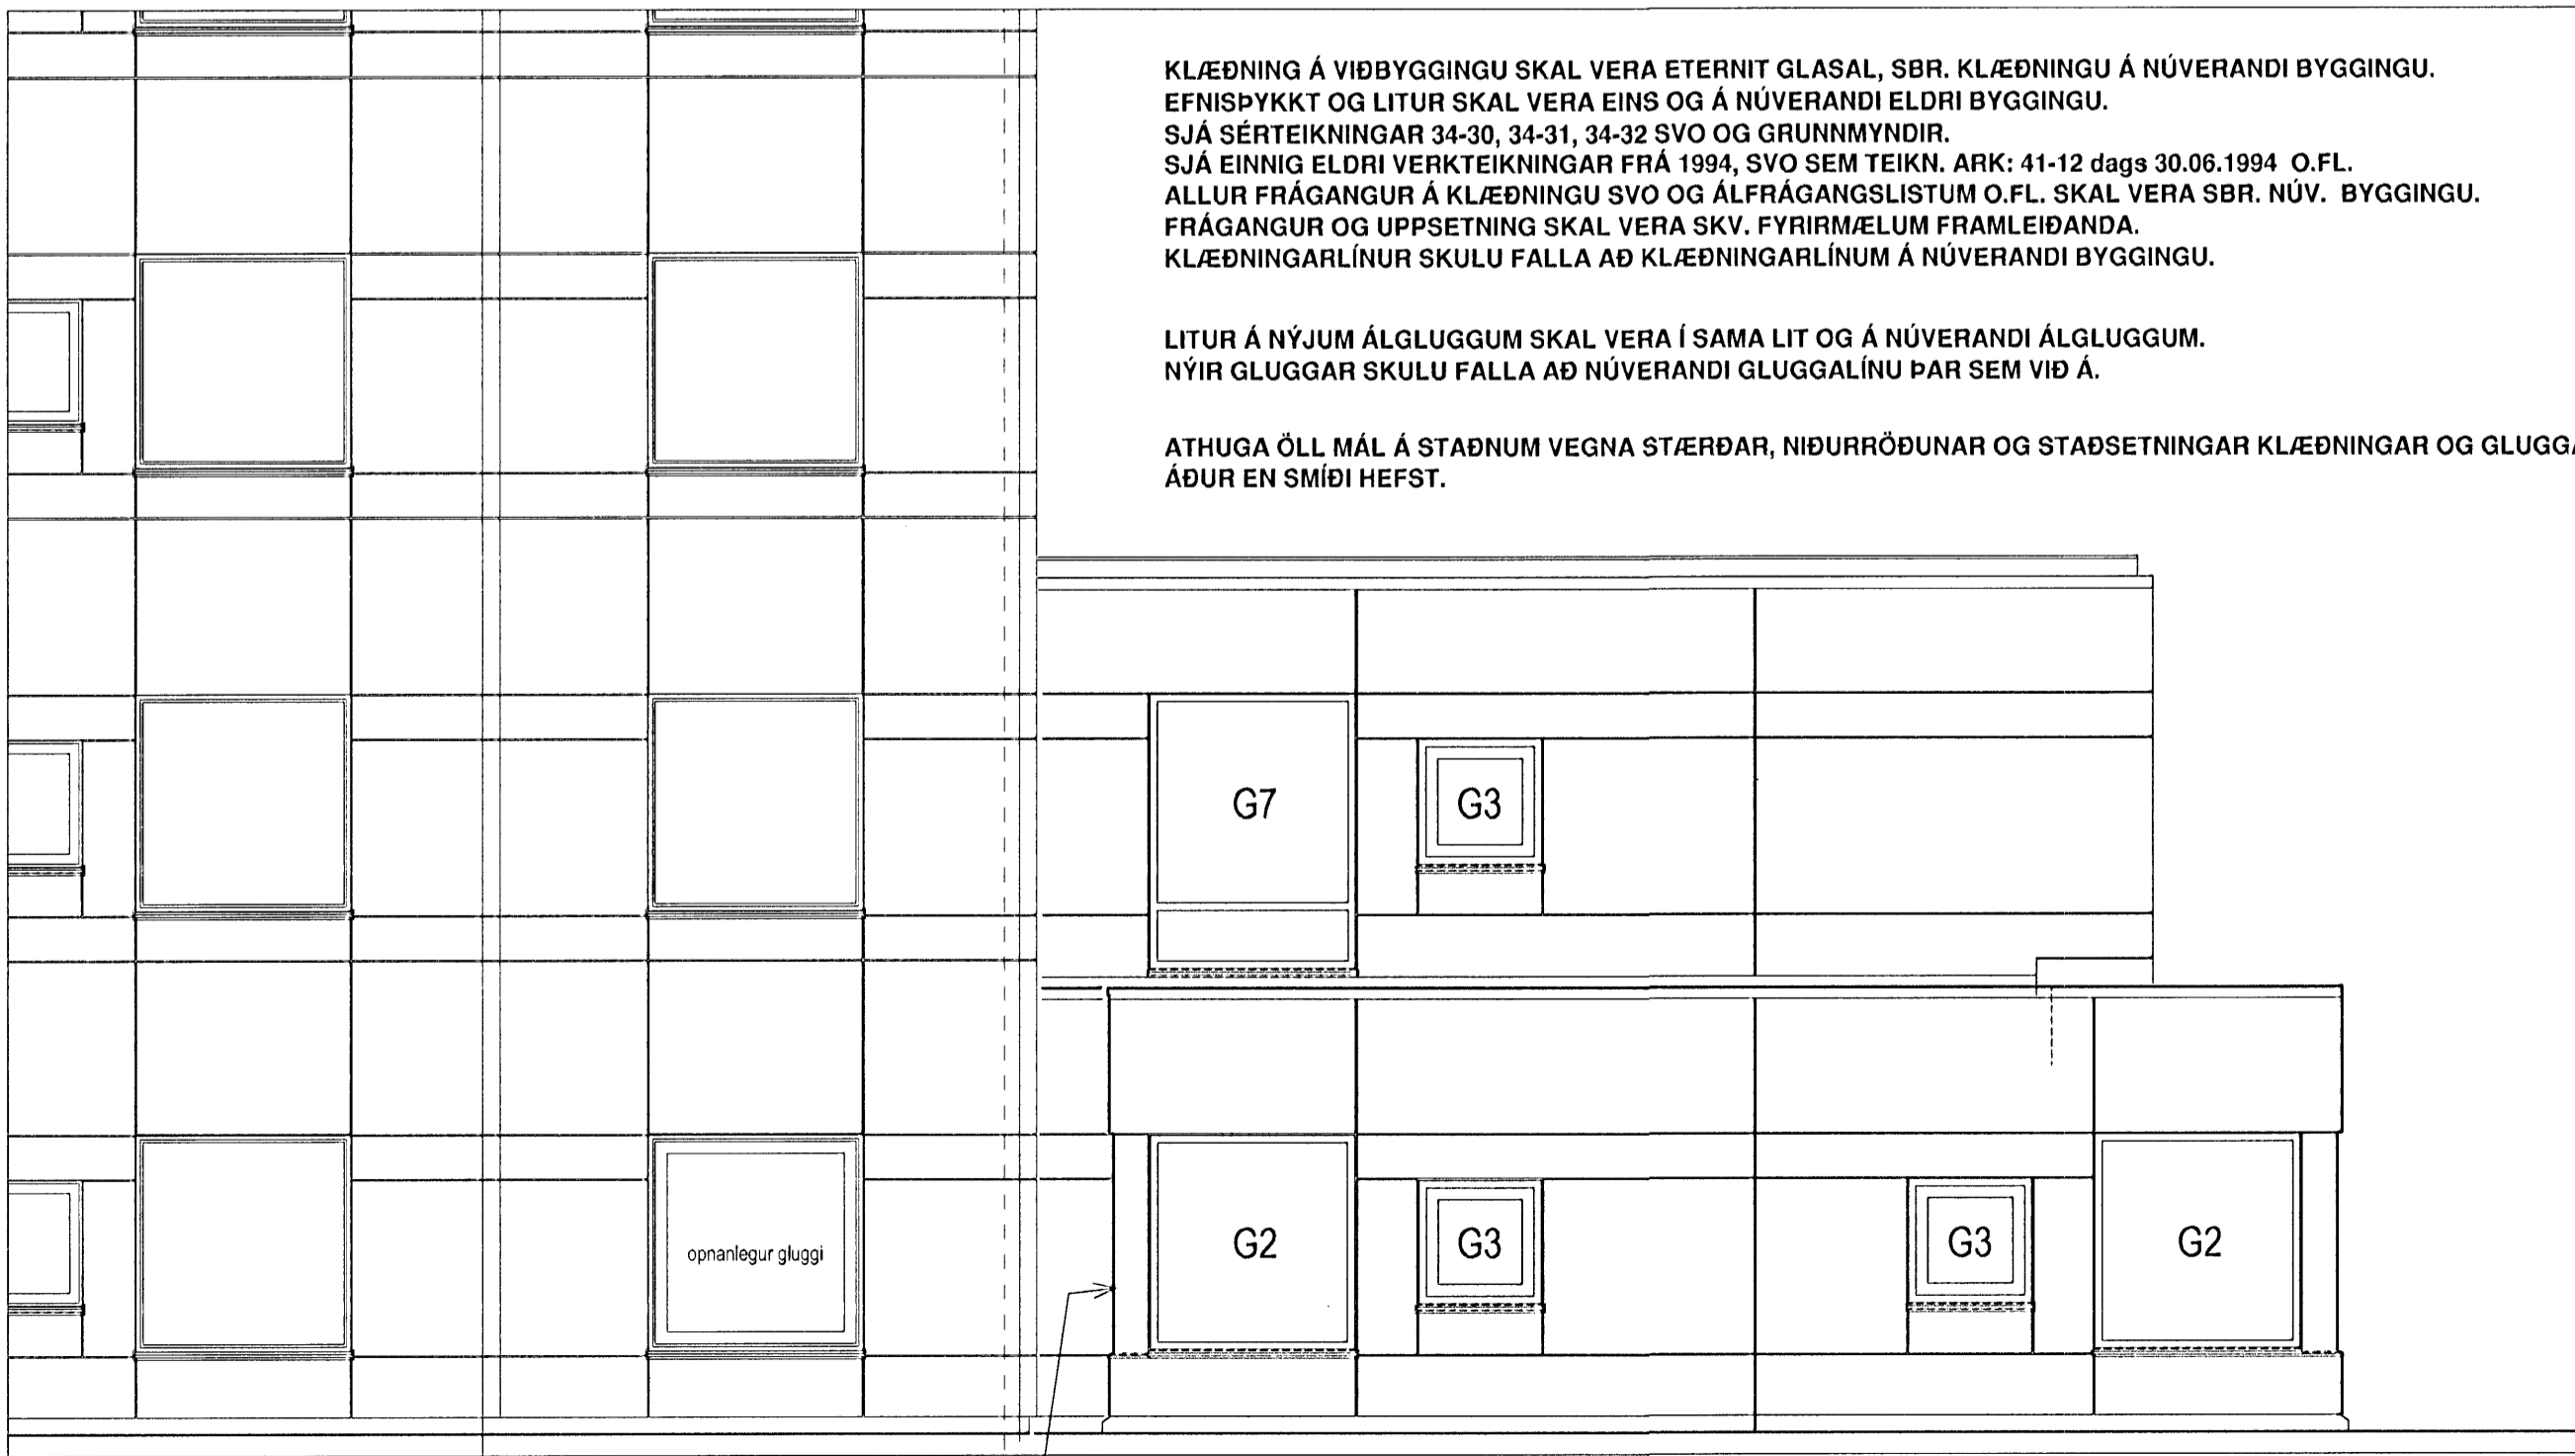 KLÆÐNING Á VIÐBYGGINGU SKAL VERA ETERNIT GLASAL, SBR. KLÆÐNINGU Á NÚVERANDI BYGGINGU.
EFNISÞYKKT OG LITUR SKAL VERA EINS OG Á NÚVERANDI ELDRI BYGGINGU.
SJÁ SÉRTEIKNINGAR 34-30, 34-31, 34-32 SVO OG GRUNNMYNDIR.
SJÁ EINNIG ELDRI VERKTEIKNINGAR FRÁ 1994, SVO SEM TEIKN. ARK: 41-12 dags 30.06.1994 O.FL.
ALLUR FRÁGANGUR Á KLÆÐNINGU SVO OG ÁLFRÁGANGSLISTUM O.FL. SKAL VERA SBR. NÚV. BYGGINGU.
FRÁGANGUR OG UPPSETNING SKAL VERA SKV. FYRIRMÆLUM FRAMLEIÐANDA.
KLÆÐNINGARLÍNUR SKULU FALLA AÐ KLÆÐNINGARLÍNUM Á NÚVERANDI BYGGINGU.
LITUR Á NÝJUM ÁLGLUGGUM SKAL VERA Í SAMA LIT OG Á NÚVERANDI ÁLGLUGGUM.
NÝIR GLUGGAR SKULU FALLA AÐ NÚVERANDI GLUGGALÍNU ÞAR SEM VIÐ Á.
ATHUGA ÖLL MÁL Á STAÐNUM VEGNA STÆRÐAR, NIÐURRÖÐUNAR OG STAÐSETNINGAR KLÆÐNINGAR OG GLUGGA
ÁÐUR EN SMÍÐI HEFST.
G7 G3
opnanlegur gluggi G2 G3 G3 G2